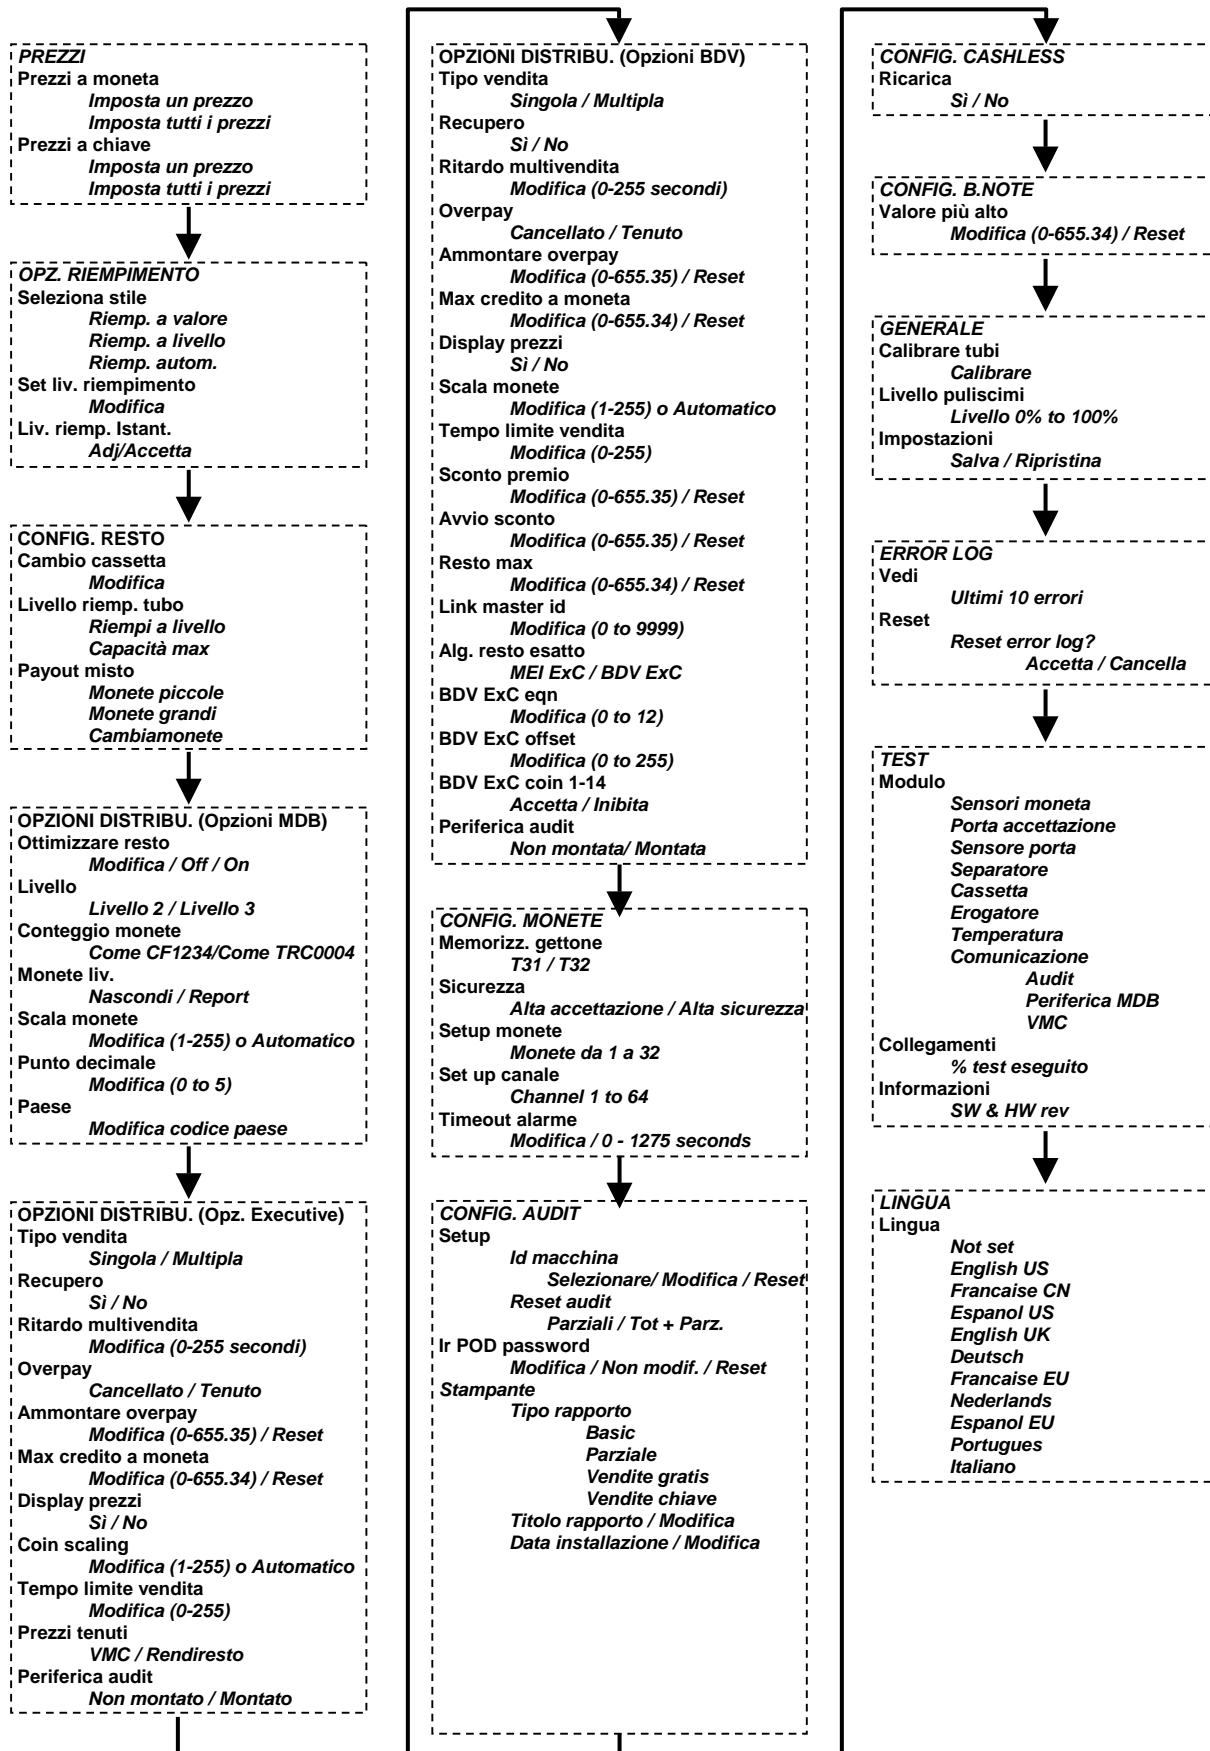 PREZZI
Prezzi a moneta
Imposta un prezzo
Imposta tutti i prezzi
Prezzi a chiave
Imposta un prezzo
Imposta tutti i prezzi
OPZ. RIEMPIMENTO
Seleziona stile
Riemp. a valore
Riemp. a livello
Riemp. autom.
Set liv. riempimento
Modifica
Liv. riemp. Istant.
Adj/Accetta
CONFIG. RESTO
Cambio cassetta
Modifica
Livello riemp. tubo
Riempi a livello
Capacità max
Payout misto
Monete piccole
Monete grandi
Cambiamonete
OPZIONI DISTRIBU. (Opzioni MDB)
Ottimizzare resto
Modifica / Off / On
Livello
Livello 2 / Livello 3
Conteggio monete
Come CF1234/Come TRC0004
Monete liv.
Nascondi / Report
Scala monete
Modifica (1-255) o Automatico
Punto decimale
Modifica (0 to 5)
Paese
Modifica codice paese
OPZIONI DISTRIBU. (Opz. Executive)
Tipo vendita
Singola / Multipla
Recupero
Sì / No
Ritardo multivendita
Modifica (0-255 secondi)
Overpay
Cancellato / Tenuto
Ammontare overpay
Modifica (0-655.35) / Reset
Max credito a moneta
Modifica (0-655.34) / Reset
Display prezzi
Sì / No
Coin scaling
Modifica (1-255) o Automatico
Tempo limite vendita
Modifica (0-255)
Prezzi tenuti
VMC / Rendiresto
Periferica audit
Non montato / Montato
OPZIONI DISTRIBU. (Opzioni BDV)
Tipo vendita
Singola / Multipla
Recupero
Sì / No
Ritardo multivendita
Modifica (0-255 secondi)
Overpay
Cancellato / Tenuto
Ammontare overpay
Modifica (0-655.35) / Reset
Max credito a moneta
Modifica (0-655.34) / Reset
Display prezzi
Sì / No
Scala monete
Modifica (1-255) o Automatico
Tempo limite vendita
Modifica (0-255)
Sconto premio
Modifica (0-655.35) / Reset
Avvio sconto
Modifica (0-655.35) / Reset
Resto max
Modifica (0-655.34) / Reset
Link master id
Modifica (0 to 9999)
Alg. resto esatto
MEI ExC / BDV ExC
BDV ExC eqn
Modifica (0 to 12)
BDV ExC offset
Modifica (0 to 255)
BDV ExC coin 1-14
Accetta / Inibita
Periferica audit
Non montata/ Montata
CONFIG. MONETE
Memorizz. gettone
T31 / T32
Sicurezza
Alta accettazione / Alta sicurezza
Setup monete
Monete da 1 a 32
Set up canale
Channel 1 to 64
Timeout alarme
Modifica / 0 - 1275 seconds
CONFIG. AUDIT
Setup
Id macchina
Selezionare/ Modifica / Reset
Reset audit
Parziali / Tot + Parz.
Ir POD password
Modifica / Non modif. / Reset
Stampante
Tipo rapporto
Basic
Parziale
Vendite gratis
Vendite chiave
Titolo rapporto / Modifica
Data installazione / Modifica
CONFIG. CASHLESS
Ricarica
Sì / No
CONFIG. B.NOTE
Valore più alto
Modifica (0-655.34) / Reset
GENERALE
Calibrare tubi
Calibrare
Livello puliscimi
Livello 0% to 100%
Impostazioni
Salva / Ripristina
ERROR LOG
Vedi
Ultimi 10 errori
Reset
Reset error log?
Accetta / Cancella
TEST
Modulo
Sensori moneta
Porta accettazione
Sensore porta
Separatore
Cassetta
Erogatore
Temperatura
Comunicazione
Audit
Periferica MDB
VMC
Collegamenti
% test eseguito
Informazioni
SW & HW rev
LINGUA
Lingua
Not set
English US
Francaise CN
Espanol US
English UK
Deutsch
Francaise EU
Nederlands
Espanol EU
Portugues
Italiano